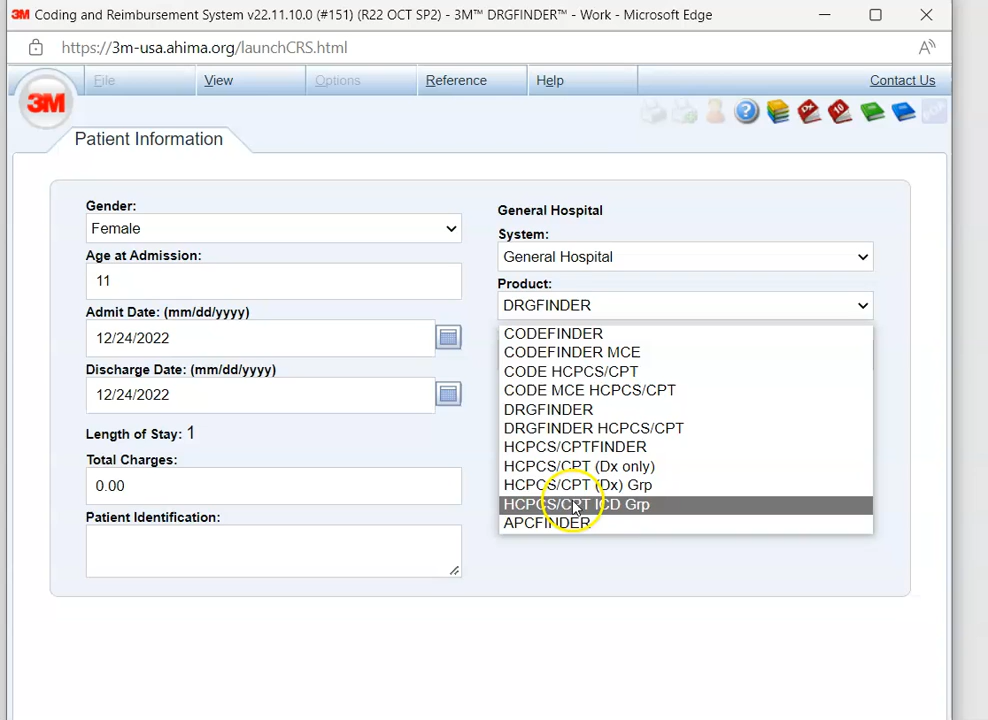 3M Coding and Reimbursement System v22.11.10.0 (#151) (R22 OCT SP2) - 3M™ DRGFINDER™ - Work - Microsoft Edge
https://3m-usa.ahima.org/launchCRS.html
A
File View Options Reference Help Contact Us
3M
? D+ 10
Patient Information
Gender:
Female
Age at Admission:
11
Admit Date: (mm/dd/yyyy)
12/24/2022
Discharge Date: (mm/dd/yyyy)
12/24/2022
Length of Stay: 1
Total Charges:
0.00
Patient Identification:
General Hospital
System:
General Hospital
Product:
DRGFINDER
CODEFINDER
CODEFINDER MCE
CODE HCPCS/CPT
CODE MCE HCPCS/CPT
DRGFINDER
DRGFINDER HCPCS/CPT
HCPCS/CPTFINDER
HCPCS/CPT (Dx only)
HCPCS/CPT (Dx) Grp
HCPCS/CPT ICD Grp
APCFINDER